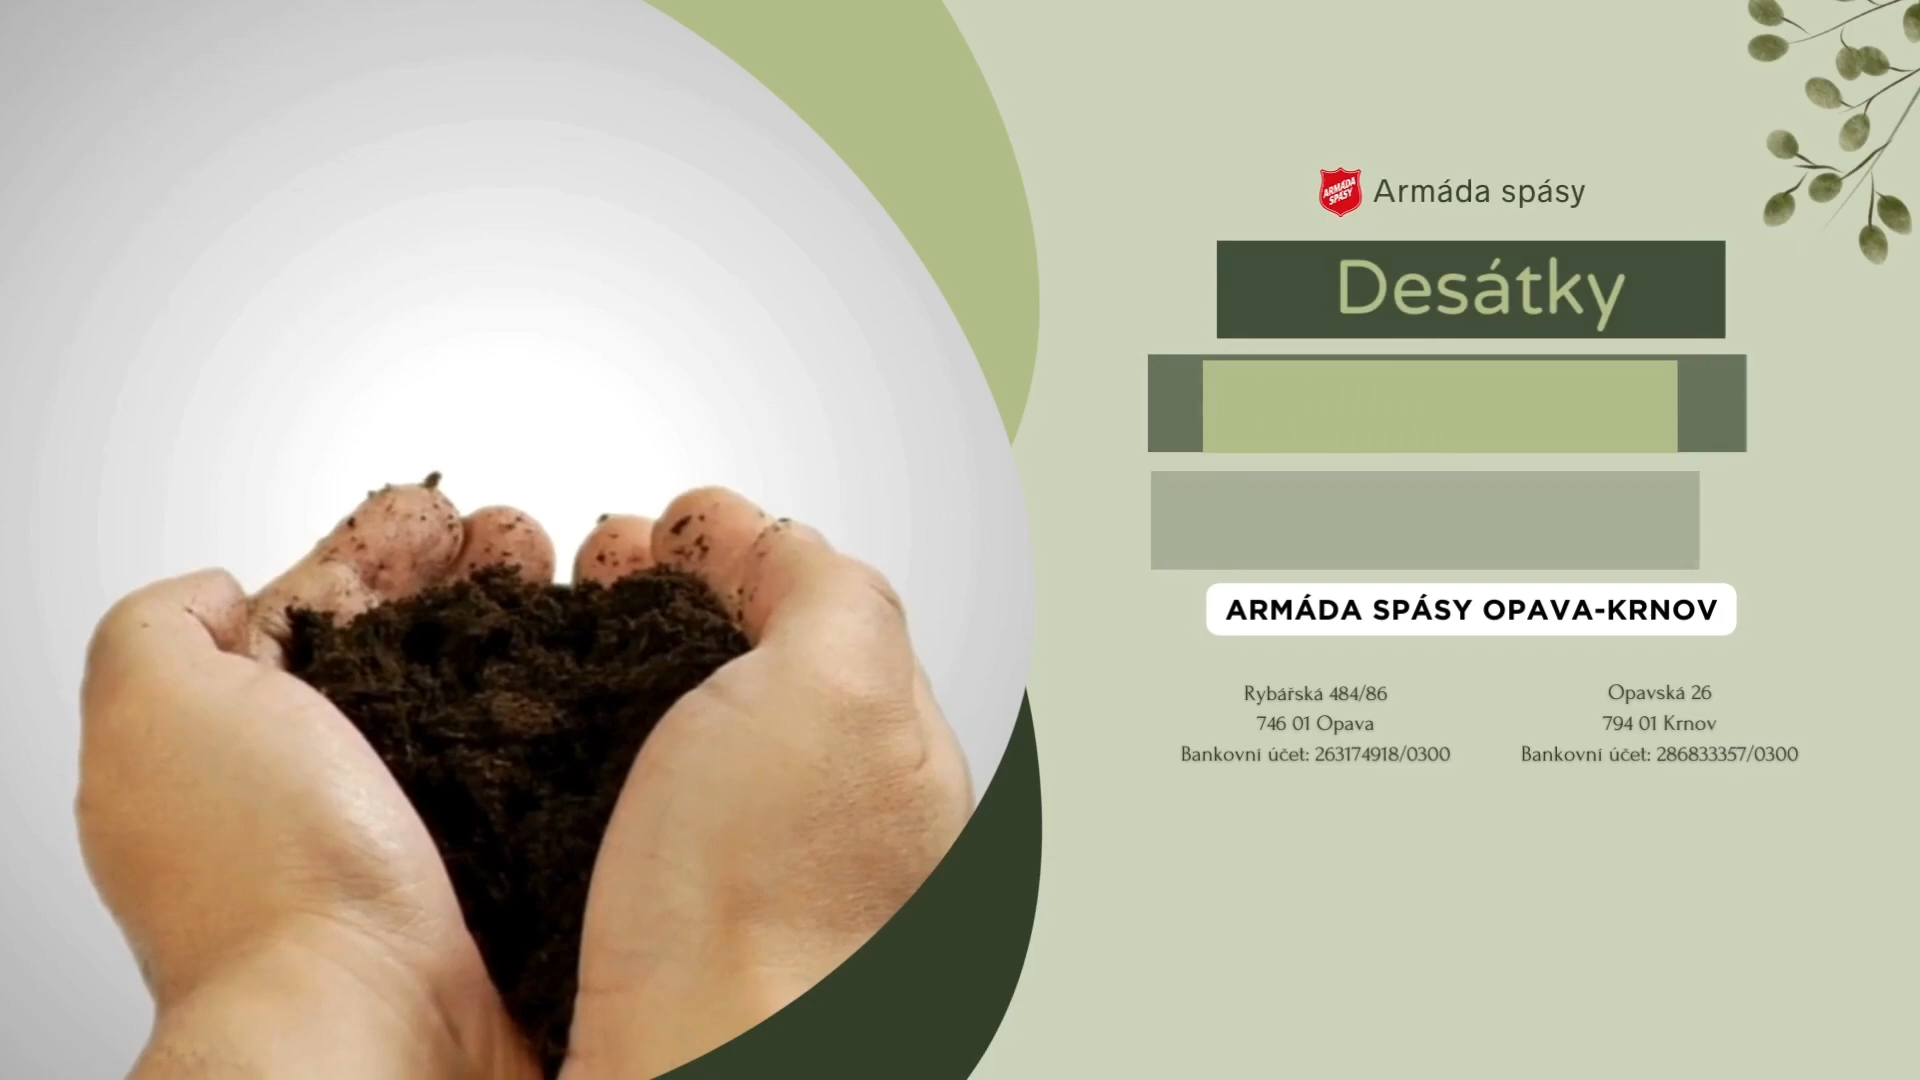 ARMÁDA
SPÁSY
Armáda spásy
Desátky
ARMÁDA SPÁSY OPAVA-KRNOV
Rybářská 484/86
746 01 Opava
Bankovní účet: 263174918/0300
Opavská 26
794 01 Krnov
Bankovní účet: 286833357/0300